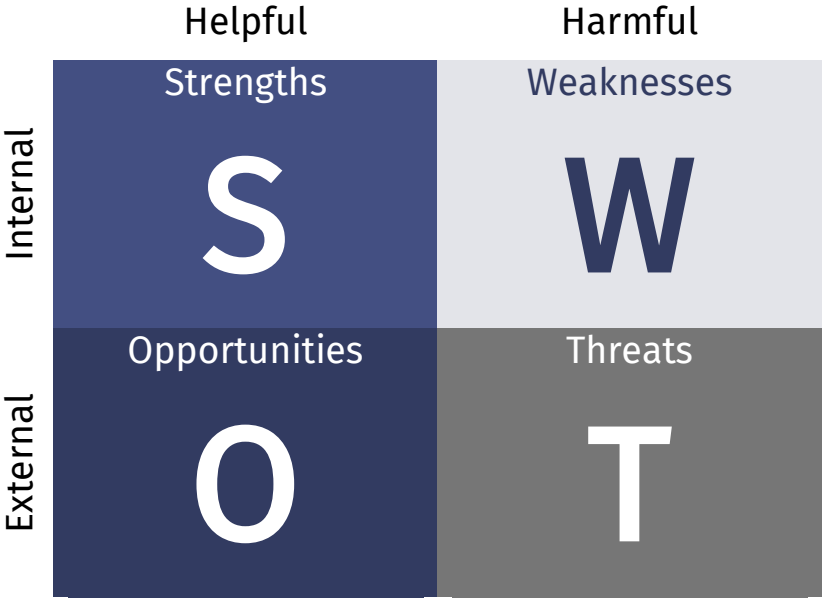 Helpful
Harmful
Internal
Strengths
S
Weaknesses
W
External
Opportunities
O
Threats
T